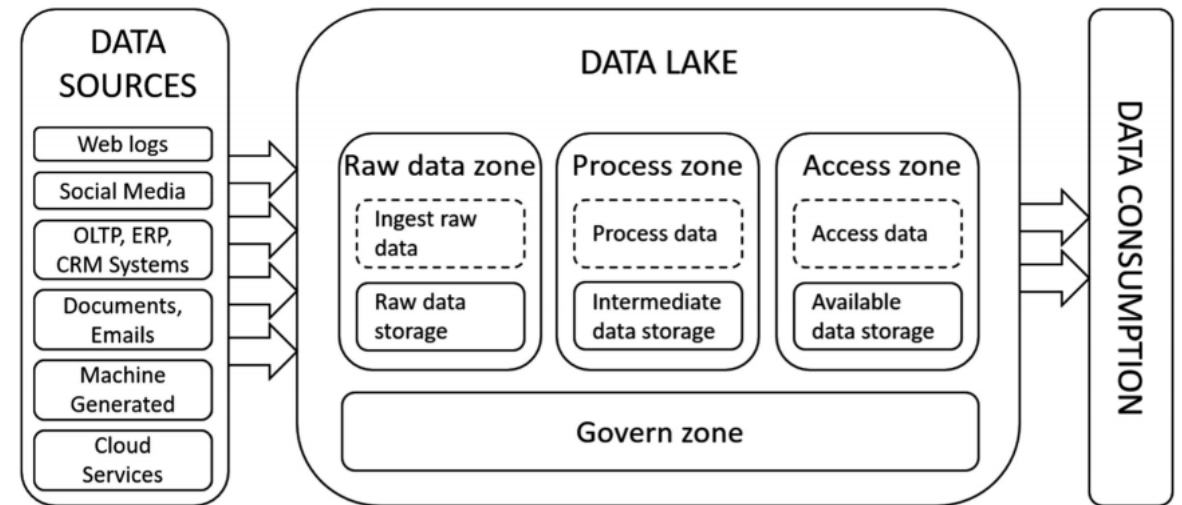 DATA
SOURCES
Web logs
Social Media
OLTP, ERP,
CRM Systems
Documents,
Emails
Machine
Generated
Cloud
Services
DATA LAKE
Raw data zone
Ingest raw
data
Raw data
storage
Process zone
Process data
Intermediate
data storage
Access zone
Access data
Available
data storage
Govern zone
DATA CONSUMPTION